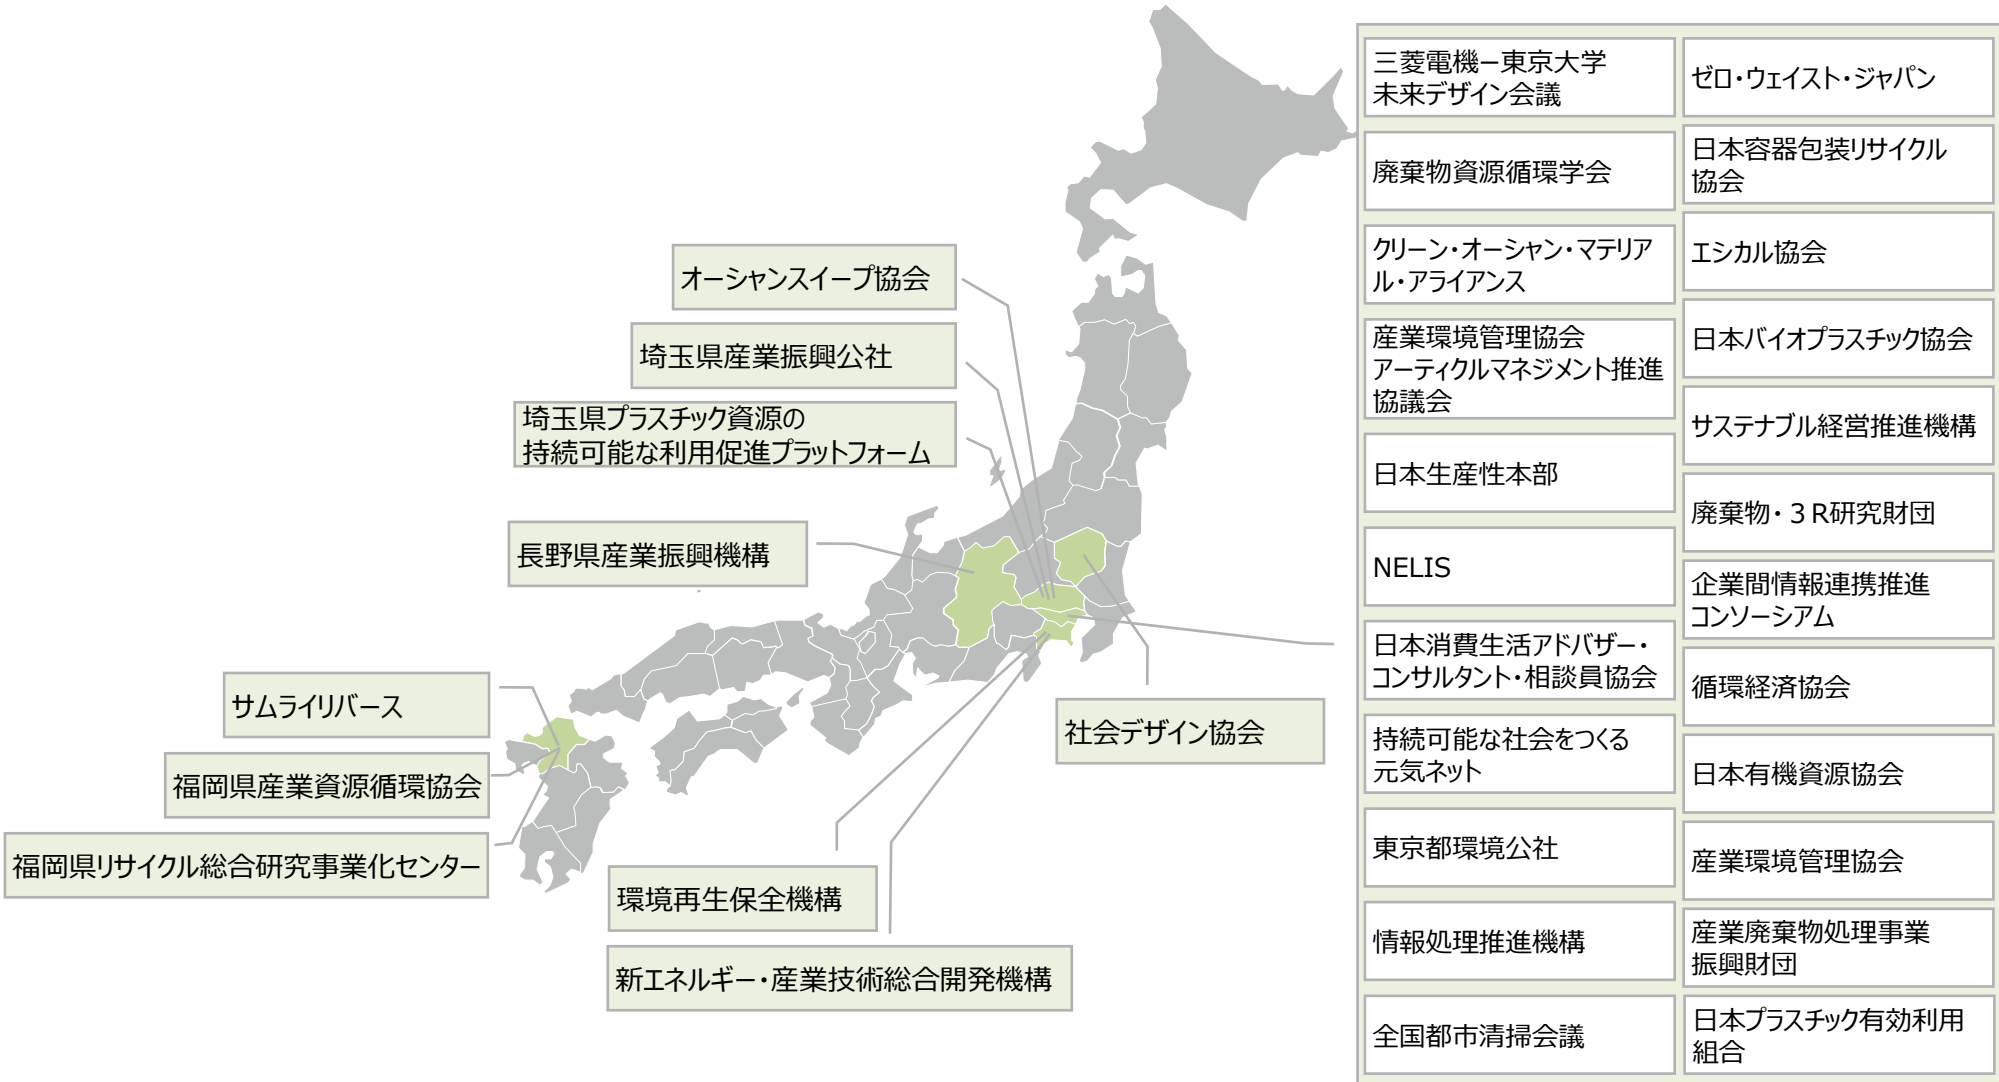 オーシャンスイープ協会
埼玉県産業振興公社
埼玉県プラスチック資源の
持続可能な利用促進プラットフォーム
長野県産業振興機構
サムライリバース
福岡県産業資源循環協会
福岡県リサイクル総合研究事業化センター
環境再生保全機構
新エネルギー・産業技術総合開発機構
社会デザイン協会
三菱電機ー東京大学
未来デザイン会議
廃棄物資源循環学会
クリーン・オーシャン・マテリア
ル・アライアンス
産業環境管理協会
アーティクルマネジメント推進
協議会
日本生産性本部
NELIS
日本消費生活アドバザー・
コンサルタント・相談員協会
持続可能な社会をつくる
元気ネット
東京都環境公社
情報処理推進機構
全国都市清掃会議
ゼロ・ウェイスト・ジャパン
日本容器包装リサイクル
協会
エシカル協会
日本バイオプラスチック協会
サステナブル経営推進機構
廃棄物・３R研究財団
企業間情報連携推進
コンソーシアム
循環経済協会
日本有機資源協会
産業環境管理協会
産業廃棄物処理事業
振興財団
日本プラスチック有効利用
組合